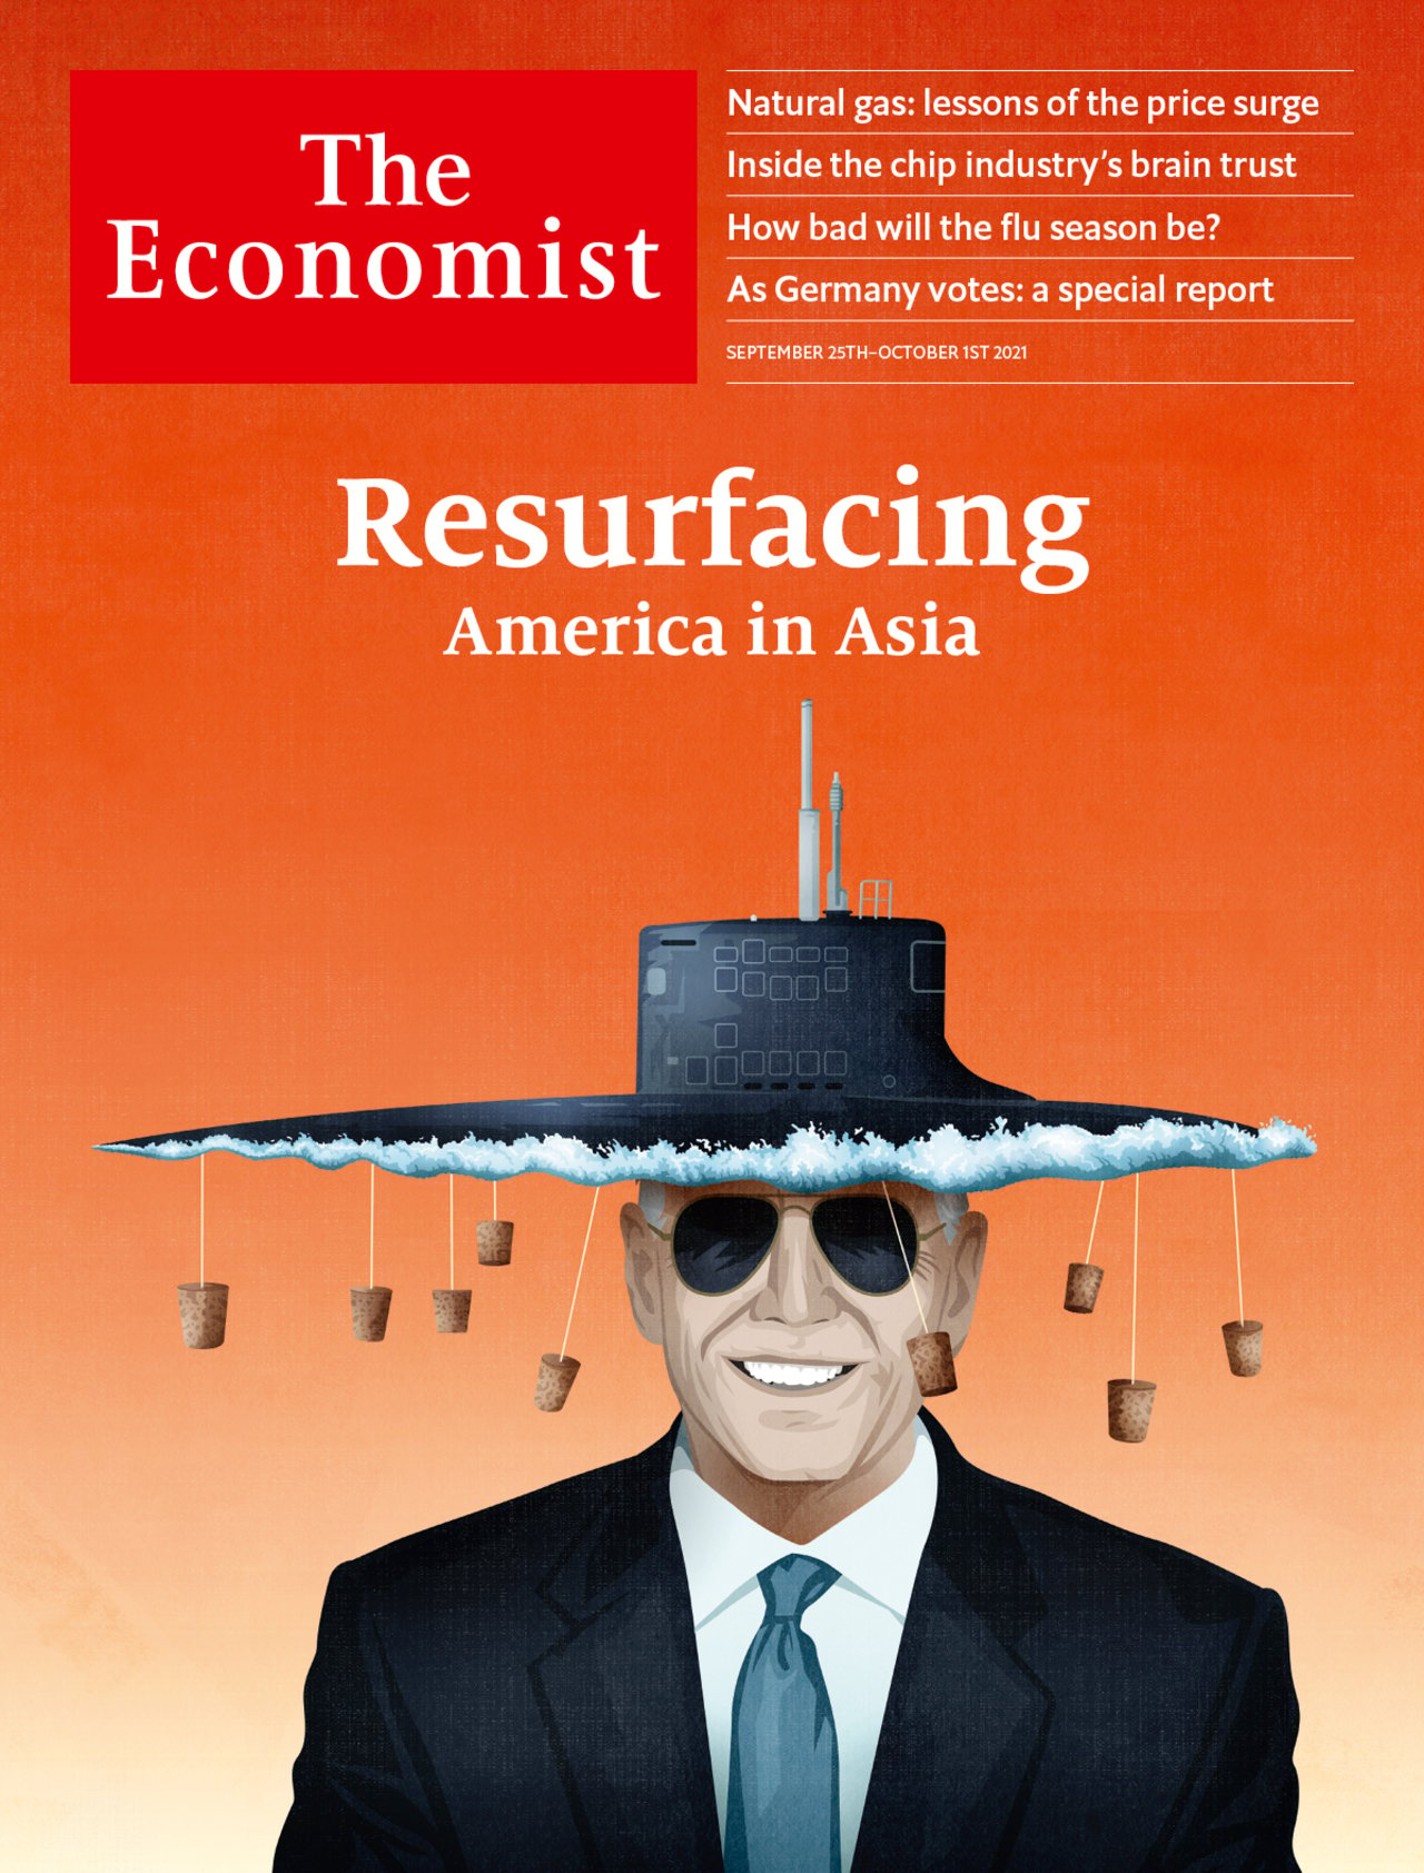 The
Economist
Natural gas: lessons of the price surge
Inside the chip industry’s brain trust
How bad will the flu season be?
As Germany votes: a special report
SEPTEMBER 25TH–OCTOBER 1ST 2021
Resurfacing
America in Asia